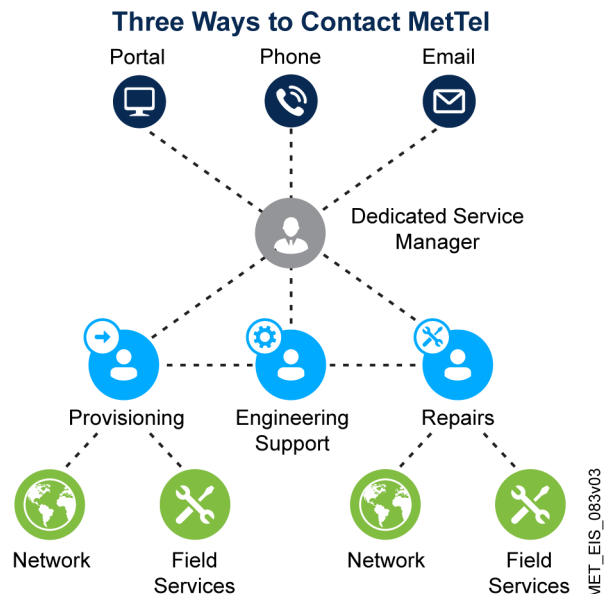 Three Ways to Contact MetTel
Portal
Phone
Email
Dedicated Service
Manager
Provisioning
Engineering
Support
Repairs
Network
Field
Services
Network
Field
Services
MET_EIS_083v03